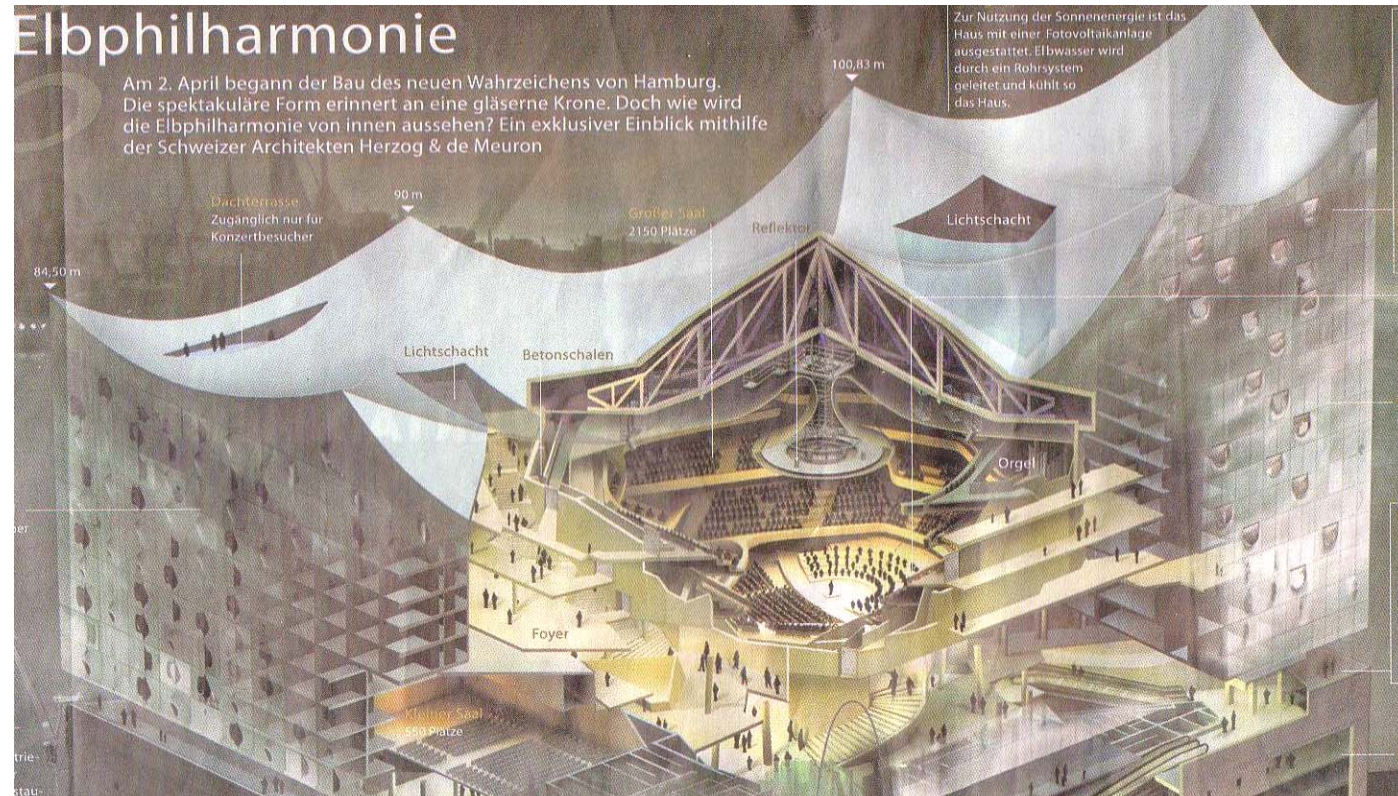 Elbphilharmonie
Am 2. April begann der Bau des neuen Wahrzeichens von Hamburg.
Die spektakuläre Form erinnert an eine gläserne Krone. Doch wie wird
die Elbphilharmonie von innen aussehen? Ein exklusiver Einblick mithilfe
der Schweizer Architekten Herzog & de Meuron
Zur Nutzung der Sonnenenergie ist das
Haus mit einer Fotovoltaikanlage
ausgestattet. Elbwasser wird
durch ein Rohrsystem
geleitet und kühlt so
das Haus.
100,83 m
90 m
84,50 m
Dachterrasse
Zugänglich nur für
Konzertbesucher
Großer Saal
2150 Plätze
Reflektor
Lichtschacht
Lichtschacht
Betonschalen
Orgel
Foyer
Kleiner Saal
550 Plätze
trie-
stau-